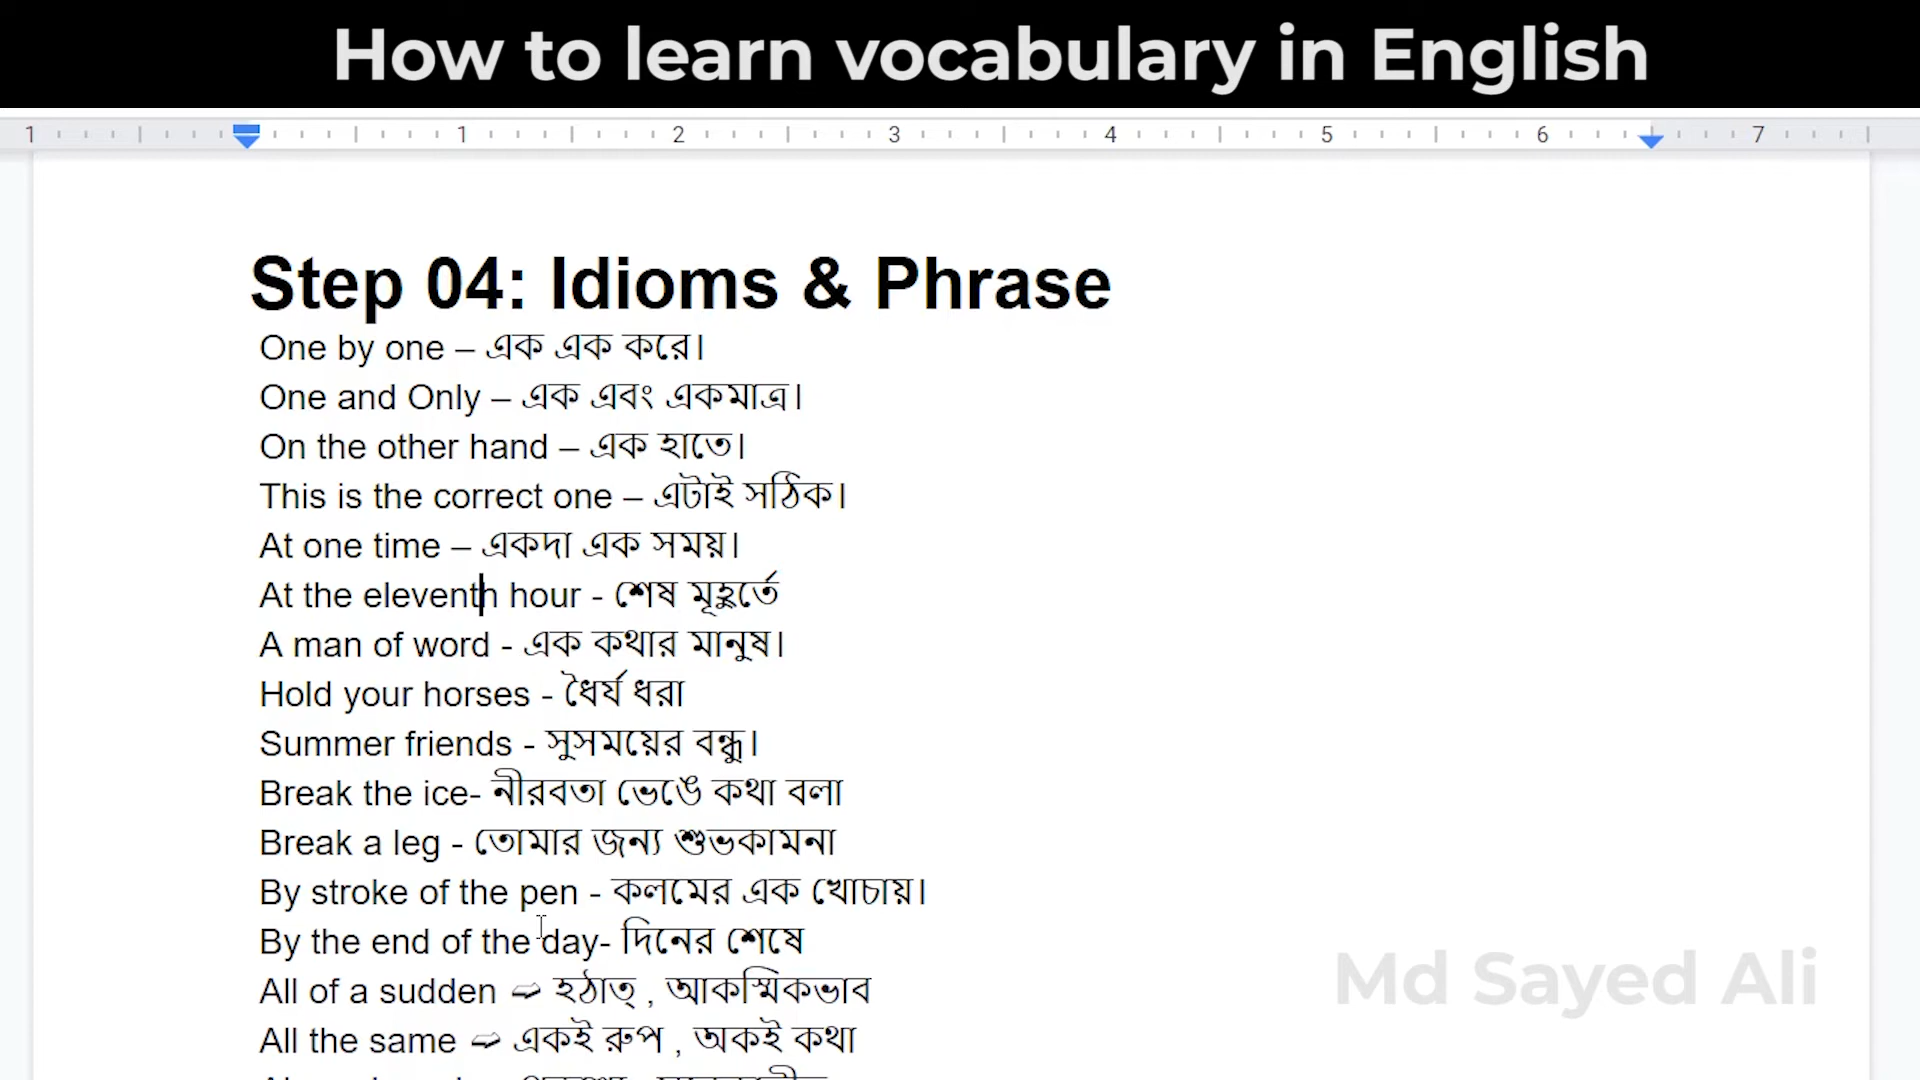 How to learn vocabulary in English
1 1 2 3 4 5 6 7
Step 04: Idioms & Phrase
One by one – এক এক করে।
One and Only – এক এবং একমাত্র।
On the other hand – এক হাতে।
This is the correct one – এটাই সঠিক।
At one time – একদা এক সময়।
At the eleventh hour - শেষ মৃহুর্তে
A man of word - এক কথার মানুষ।
Hold your horses - ধৈর্য ধরা
Summer friends - সুসময়ের বন্ধু।
Break the ice- নীরবতা ভেঙে কথা বলা
Break a leg - তোমার জন্য শুভকামনা
By stroke of the pen - কলমের এক খোচায়।
By the end of the day- দিনের শেষে
All of a sudden ➫ হঠাত্ , আকস্মিকভাব
All the same ➫ একই রুপ , অকই কথা
Md Sayed Ali